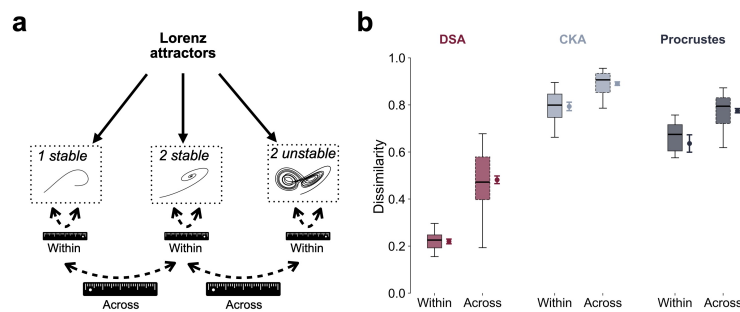 a
Lorenz
attractors
1 stable
2 stable
2 unstable
Within
Within
Within
Across
Across
b
DSA
CKA
Procrustes
Dissimilarity
1.0
0.8
0.6
0.4
0.2
0.0
Within
Across
Within
Across
Within
Across